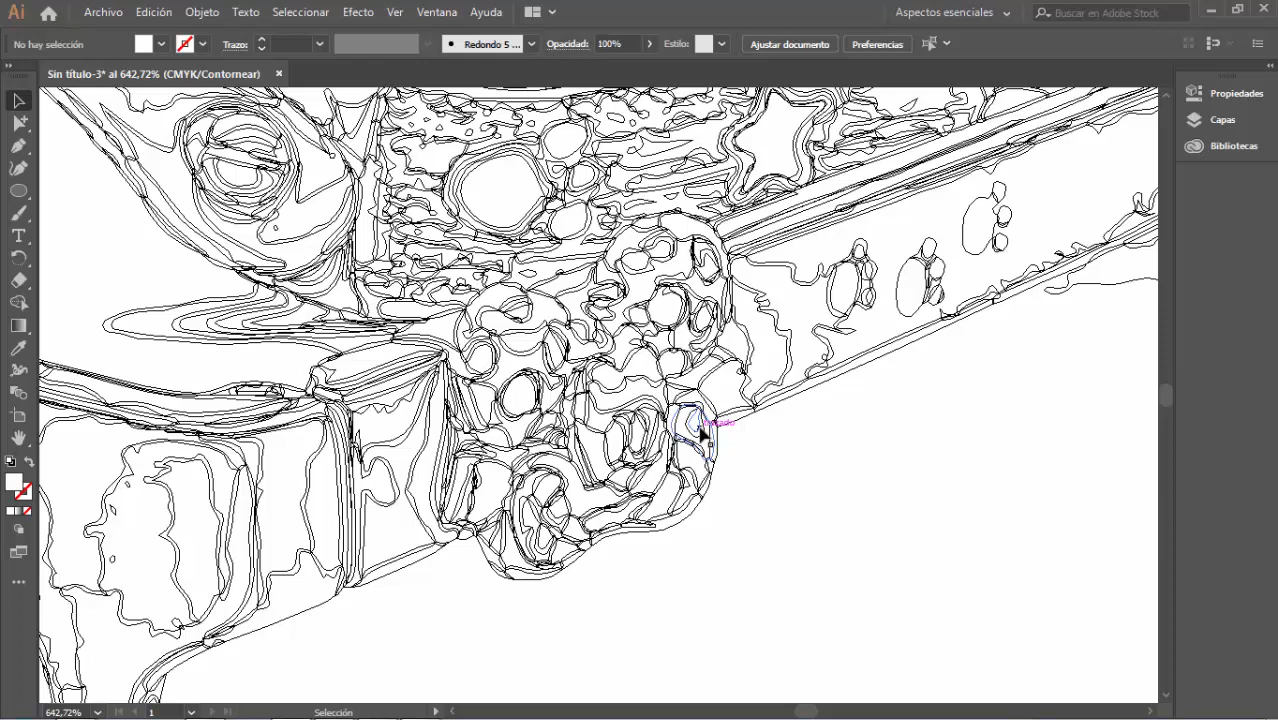 Ai
Archivo Edición Objeto Texto Seleccionar Efecto Ver Ventana Ayuda
Aspectos esenciales
Buscar en Adobe Stock
No hay selección
Trazo:
Redondo 5 ...
Opacidad: 100%
Estilo:
Ajustar documento
Preferencias
Sin título-3* al 642,72% (CMYK/Contornear)
Propiedades
Capas
Bibliotecas
642,72%
1
Selección